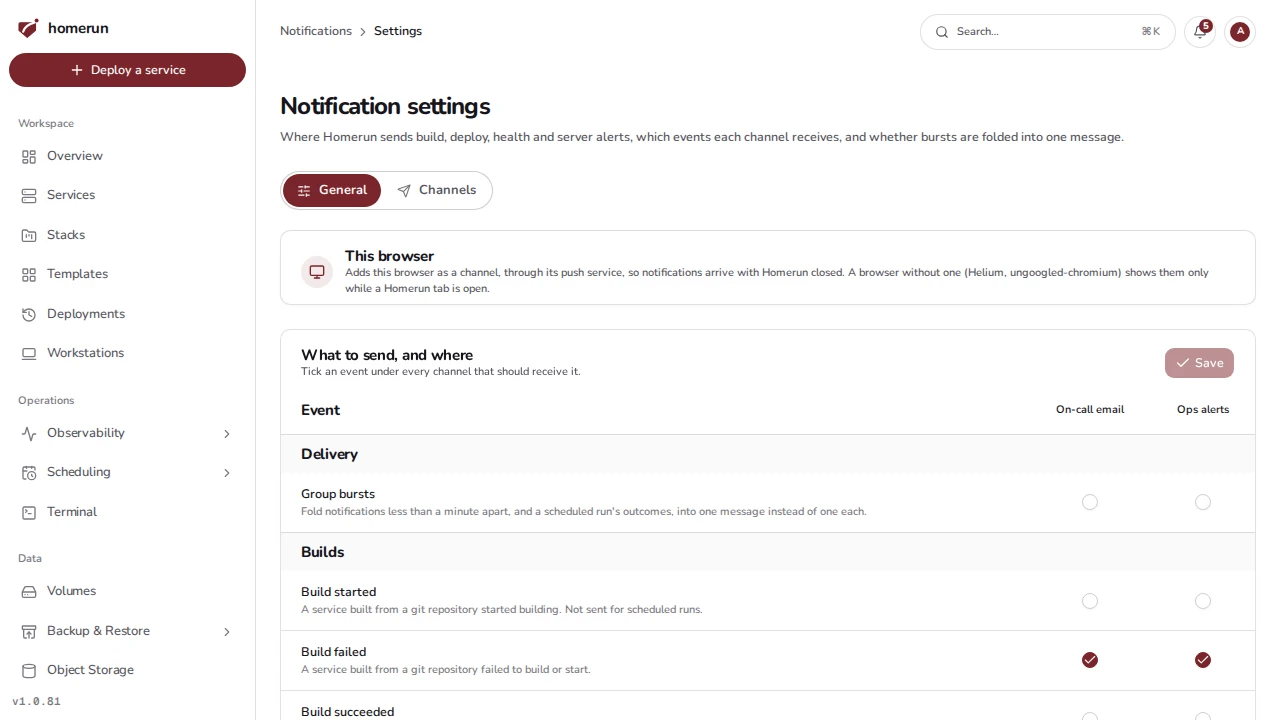 homerun
Deploy a service
Workspace
Overview
Services
Stacks
Templates
Deployments
Workstations
Operations
Observability
Scheduling
Terminal
Data
Volumes
Backup & Restore
Object Storage
v1.0.81
Notifications > Settings
Search...
⌘K
5
A
Notification settings
Where Homerun sends build, deploy, health and server alerts, which events each channel receives, and whether bursts are folded into one message.
General
Channels
This browser
Adds this browser as a channel, through its push service, so notifications arrive with Homerun closed. A browser without one (Helium, ungoogled-chromium) shows them only
while a Homerun tab is open.
What to send, and where
Tick an event under every channel that should receive it.
Save
Event
On-call email
Ops alerts
Delivery
Group bursts
Fold notifications less than a minute apart, and a scheduled run's outcomes, into one message instead of one each.
Builds
Build started
A service built from a git repository started building. Not sent for scheduled runs.
Build failed
A service built from a git repository failed to build or start.
Build succeeded